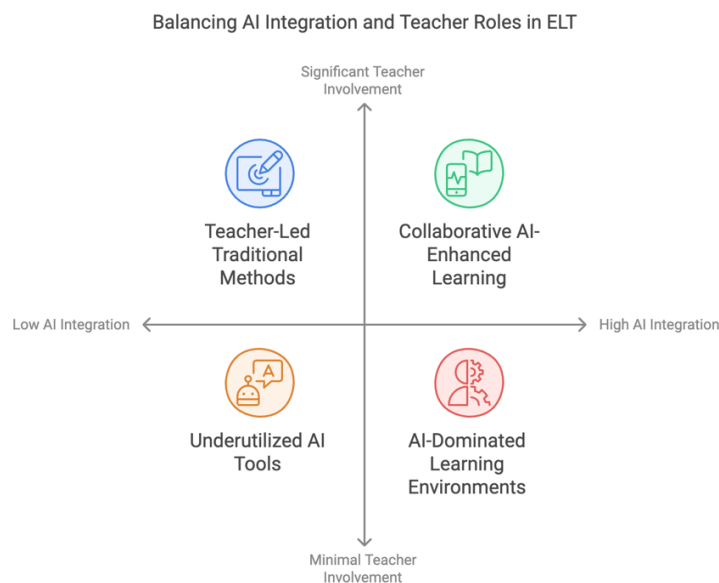 Balancing AI Integration and Teacher Roles in ELT
Significant Teacher
Involvement
Teacher-Led
Traditional
Methods
Collaborative AI-
Enhanced
Learning
Low AI Integration
High AI Integration
A
Underutilized AI
Tools
AI-Dominated
Learning
Environments
Minimal Teacher
Involvement